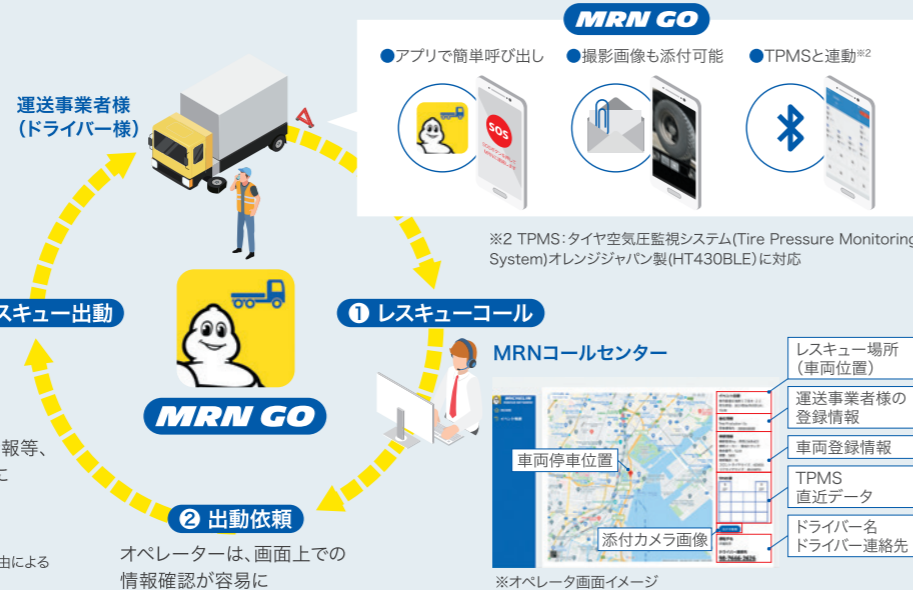 MRN GO
●アプリで簡単呼び出し
●撮影画像も添付可能
●TPMSと連動※2
SOS
※2 TPMS：タイヤ空気圧監視システム(Tire Pressure Monitoring
System)オレンジジャパン製(HT430BLE)に対応
運送事業者様
（ドライバー様）
❶ レスキューコール
スキュー出動
MRN GO
MRNコールセンター
MICHELIN
車両停車位置
添付カメラ画像
レスキュー場所
（車両位置）
運送事業者様の
登録情報
車両登録情報
TPMS
直近データ
ドライバー名
ドライバー連絡先
※オペレータ画面イメージ
❷ 出動依頼
オペレーターは、画面上での
情報確認が容易に
報等、
に
由による